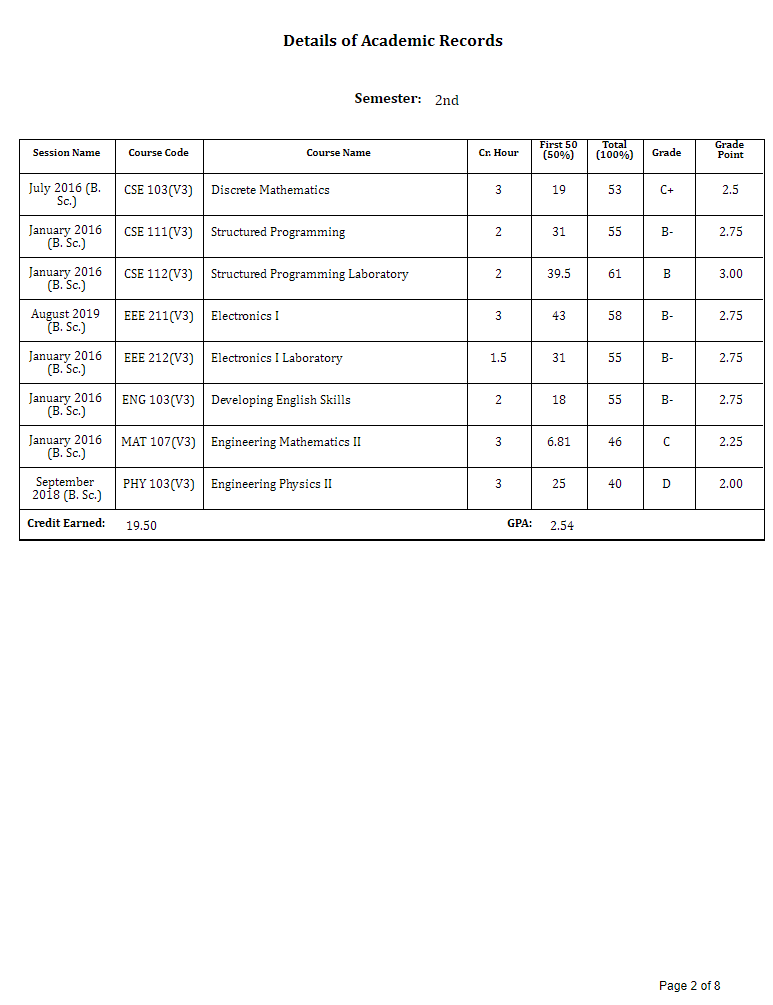 Details of Academic Records
Semester: 2nd
Session Name Course Code Course Name Cr. Hour First 50 (50%) Total (100%) Grade Grade Point
July 2016 (B. Sc.) CSE 103(V3) Discrete Mathematics 3 19 53 C+ 2.5
January 2016 (B. Sc.) CSE 111(V3) Structured Programming 2 31 55 B- 2.75
January 2016 (B. Sc.) CSE 112(V3) Structured Programming Laboratory 2 39.5 61 B 3.00
August 2019 (B. Sc.) EEE 211(V3) Electronics I 3 43 58 B- 2.75
January 2016 (B. Sc.) EEE 212(V3) Electronics I Laboratory 1.5 31 55 B- 2.75
January 2016 (B. Sc.) ENG 103(V3) Developing English Skills 2 18 55 B- 2.75
January 2016 (B. Sc.) MAT 107(V3) Engineering Mathematics II 3 6.81 46 C 2.25
September 2018 (B. Sc.) PHY 103(V3) Engineering Physics II 3 25 40 D 2.00
Credit Earned: 19.50 GPA: 2.54
Page 2 of 8